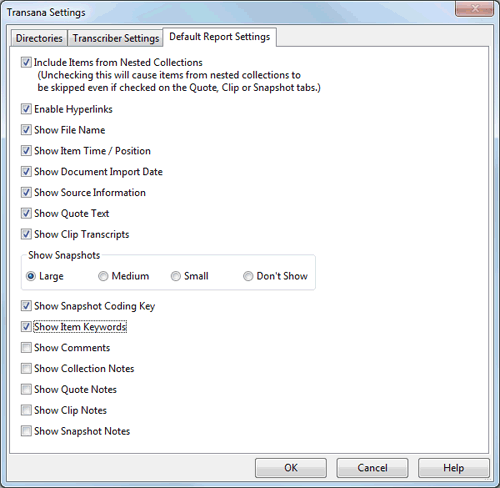 Transana Settings
Directories Transcriber Settings Default Report Settings
Include Items from Nested Collections
(Unchecking this will cause items from nested collections to
be skipped even if checked on the Quote, Clip or Snapshot tabs.)
Enable Hyperlinks
Show File Name
Show Item Time / Position
Show Document Import Date
Show Source Information
Show Quote Text
Show Clip Transcripts
Show Snapshots
Large Medium Small Don't Show
Show Snapshot Coding Key
Show Item Keywords
Show Comments
Show Collection Notes
Show Quote Notes
Show Clip Notes
Show Snapshot Notes
OK Cancel Help